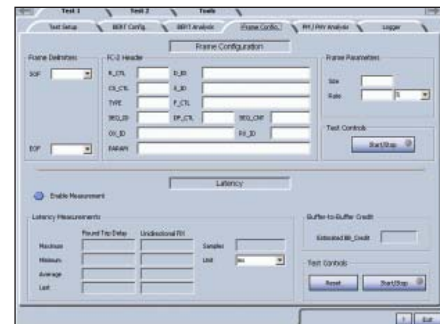 Test 1 Test 2 Tools
Test Setup BERT Config. BERT Analysis Frame Config. PM / PHY Analysis Logger
Frame Configuration
Frame Delimiters FC-2 Header Frame Parameters
SOF R_CTL D_ID
CS_CTL S_ID Size
TYPE F_CTL Rate %
SEQ_ID DF_CTL SEQ_CNT
OX_ID RX_ID Test Controls
EOF PARAM Start/Stop
Latency
Enable Measurement
Latency Measurements Buffer-to-Buffer Credit
Round Trip Delay Unidirectional RX
Maximum Samples Estimated BB_Credit
Minimum Unit
Average Test Controls
Last Reset Start/Stop
? Exit